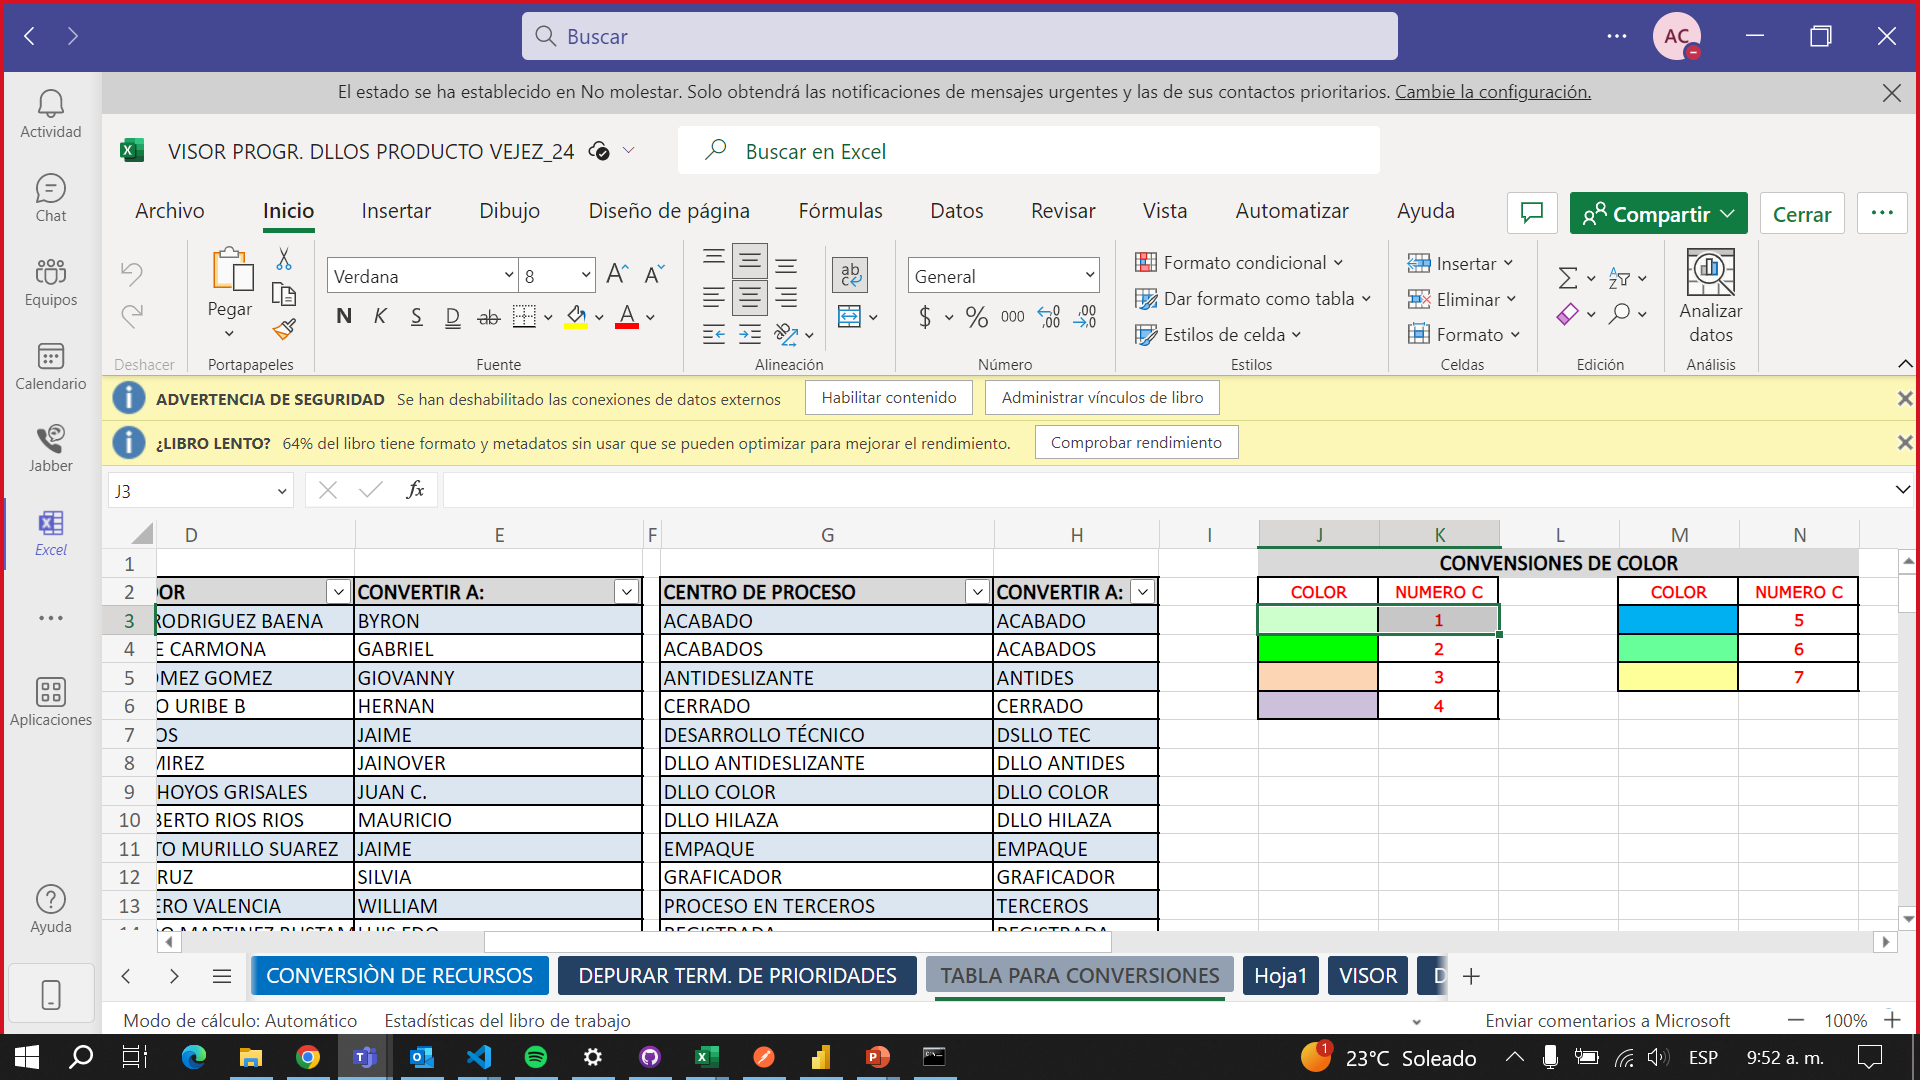 Buscar
AC
El estado se ha establecido en No molestar. Solo obtendrá las notificaciones de mensajes urgentes y las de sus contactos prioritarios. Cambie la configuración.
Actividad
Chat
Equipos
Calendario
Jabber
Excel
Aplicaciones
Ayuda
VISOR PROGR. DLLOS PRODUCTO VEJEZ_24
Buscar en Excel
Archivo Inicio Insertar Dibujo Diseño de página Fórmulas Datos Revisar Vista Automatizar Ayuda Compartir Cerrar
Deshacer
Pegar
Portapapeles
Verdana 8
N K S D ab
Fuente
Alineación
General
$ % 000
Número
Formato condicional
Dar formato como tabla
Estilos de celda
Estilos
Insertar
Eliminar
Formato
Celdas
Edición
Analizar datos
Análisis
ADVERTENCIA DE SEGURIDAD Se han deshabilitado las conexiones de datos externos Habilitar contenido Administrar vínculos de libro
¿LIBRO LENTO? 64% del libro tiene formato y metadatos sin usar que se pueden optimizar para mejorar el rendimiento. Comprobar rendimiento
J3 fx
D E F G H I J K L M N
1 CONVENSIONES DE COLOR
2 OR CONVERTIR A: CENTRO DE PROCESO CONVERTIR A: COLOR NUMERO C COLOR NUMERO C
3 RODRIGUEZ BAENA BYRON ACABADO ACABADO 1 5
4 E CARMONA GABRIEL ACABADOS ACABADOS 2 6
5 OMEZ GOMEZ GIOVANNY ANTIDESLIZANTE ANTIDES 3 7
6 O URIBE B HERNAN CERRADO CERRADO 4
7 OS JAIME DESARROLLO TÉCNICO DSLLO TEC
8 MIREZ JAINOVER DLLO ANTIDESLIZANTE DLLO ANTIDES
9 HOYOS GRISALES JUAN C. DLLO COLOR DLLO COLOR
10 BERTO RIOS RIOS MAURICIO DLLO HILAZA DLLO HILAZA
11 TO MURILLO SUAREZ JAIME EMPAQUE EMPAQUE
12 RUZ SILVIA GRAFICADOR GRAFICADOR
13 ERO VALENCIA WILLIAM PROCESO EN TERCEROS TERCEROS
CONVERSIÒN DE RECURSOS DEPURAR TERM. DE PRIORIDADES TABLA PARA CONVERSIONES Hoja1 VISOR D
Modo de cálculo: Automático Estadísticas del libro de trabajo Enviar comentarios a Microsoft 100%
1 23°C Soleado ESP 9:52 a. m.